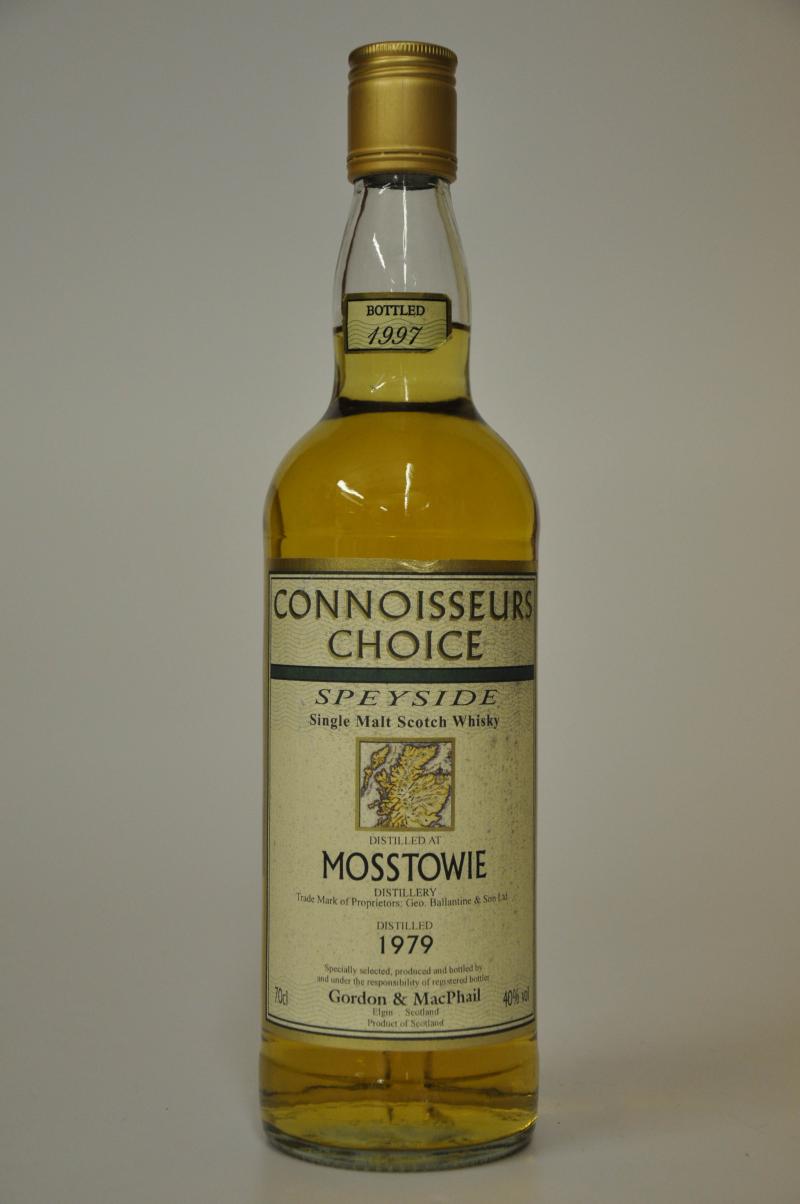 BOTTLED
1997
CONNOISSEURS
CHOICE
SPEYSIDE
Single Malt Scotch Whisky
DISTILLED AT
MOSSTOWIE
DISTILLERY
Trade Mark of Proprietors: Geo. Ballantine & Son Ltd
DISTILLED
1979
Specially selected, produced and bottled by
and under the responsibility of registered bottler
70cl Gordon & MacPhail 40% vol
Elgin Scotland
Product of Scotland